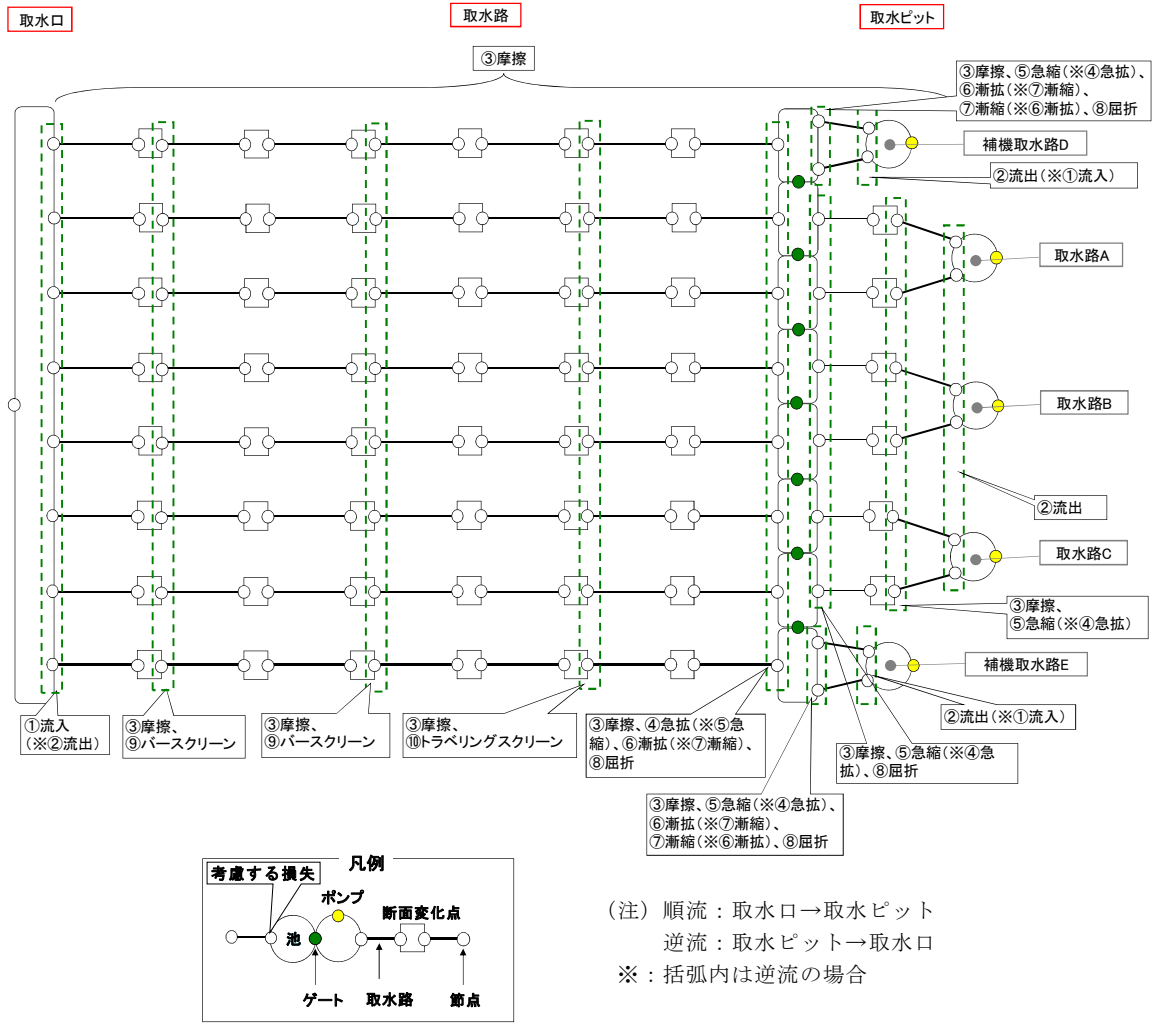 取水口
取水路
取水ピット
③摩擦
③摩擦、⑤急縮(※④急拡)、
⑥漸拡(※⑦漸縮)、
⑦漸縮(※⑥漸拡)、⑧屈折
補機取水路D
②流出(※①流入)
取水路A
取水路B
②流出
取水路C
③摩擦、
⑤急縮(※④急拡)
補機取水路E
②流出(※①流入)
①流入
(※②流出)
③摩擦、
⑨バースクリーン
③摩擦、
⑨バースクリーン
③摩擦、
⑩トラベリングスクリーン
③摩擦、④急拡(※⑤急
縮)、⑥漸拡(※⑦漸縮)、
⑧屈折
③摩擦、⑤急縮(※④急
拡)、⑧屈折
③摩擦、⑤急縮(※④急拡)、
⑥漸拡(※⑦漸縮)、
⑦漸縮(※⑥漸拡)、⑧屈折
凡例
考慮する損失
ポンプ
断面変化点
池
ゲート
取水路
節点
（注）順流：取水口→取水ピット
逆流：取水ピット→取水口
※：括弧内は逆流の場合